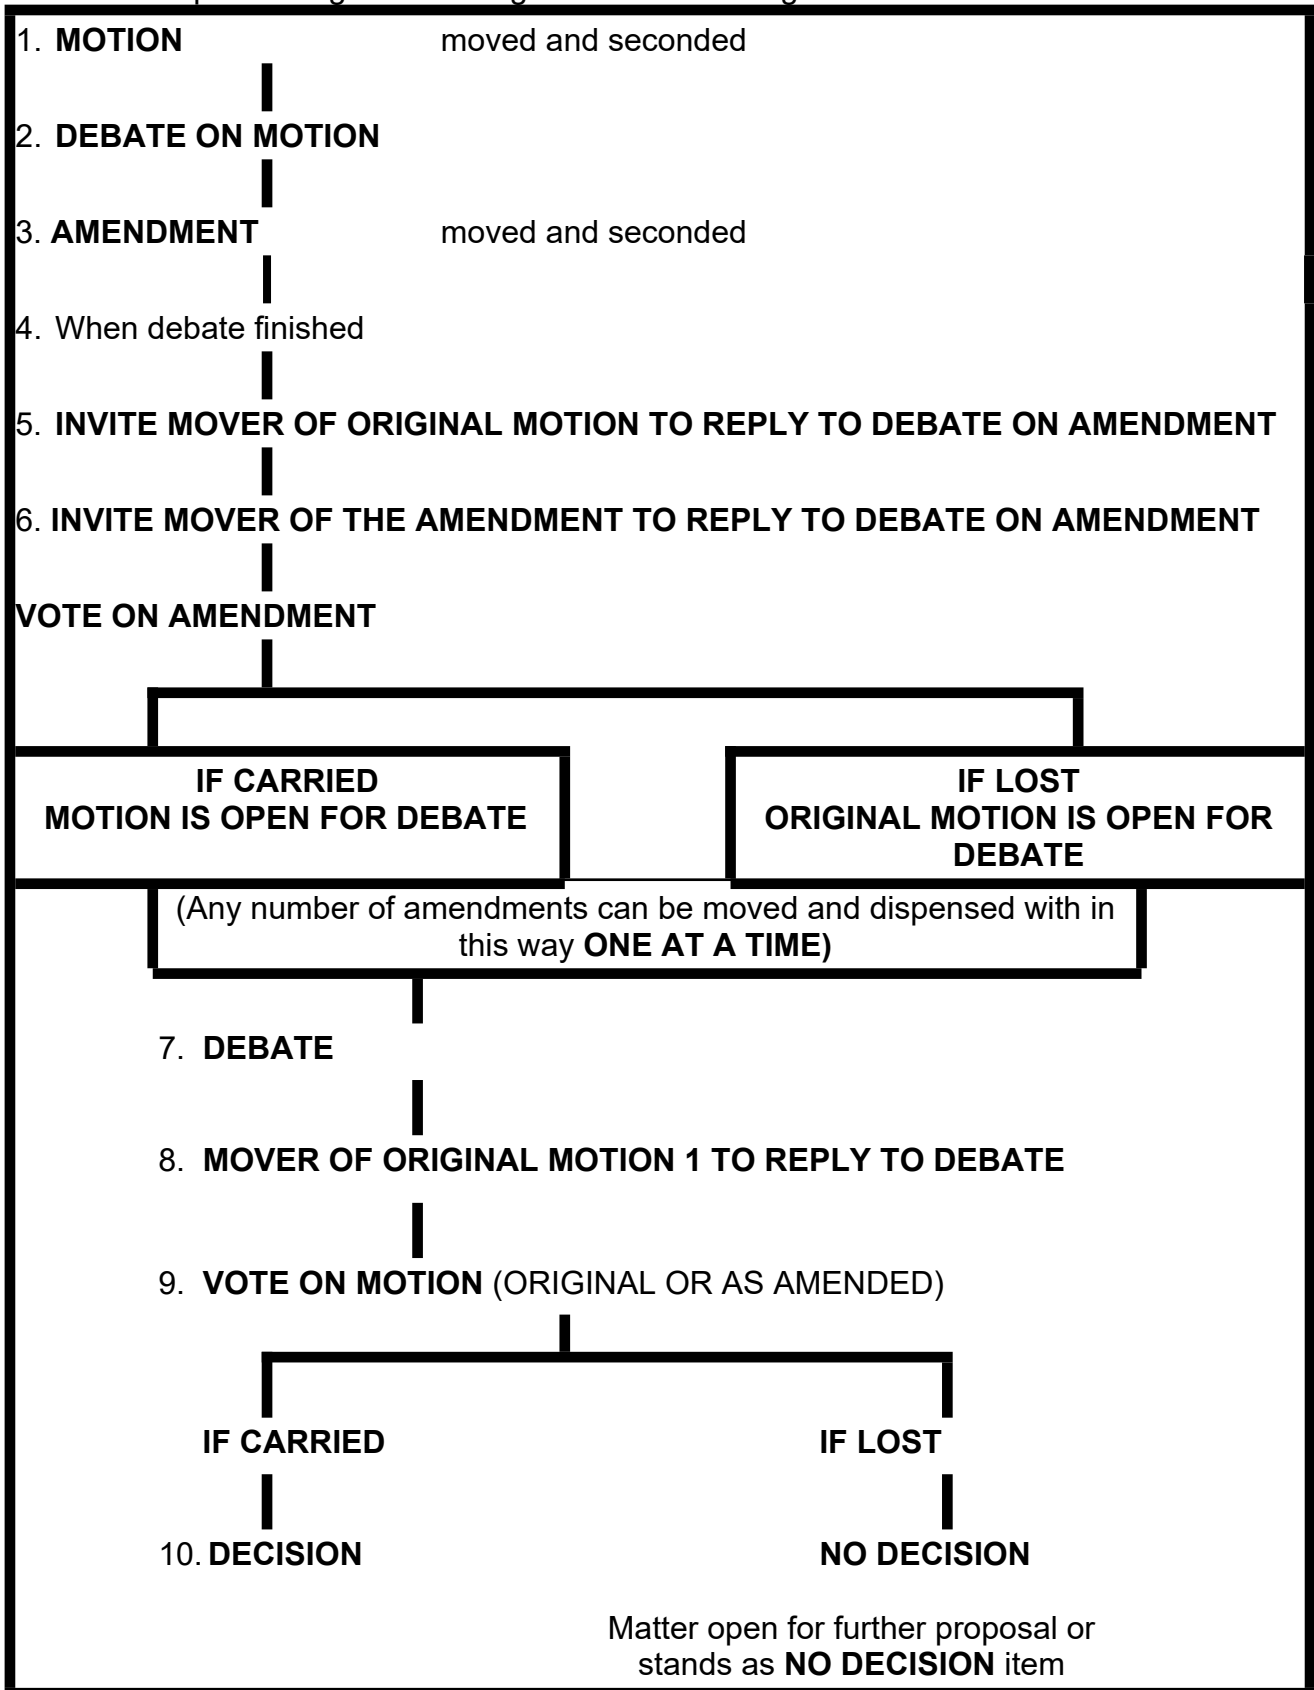 1. MOTION moved and seconded
2. DEBATE ON MOTION
3. AMENDMENT moved and seconded
4. When debate finished
5. INVITE MOVER OF ORIGINAL MOTION TO REPLY TO DEBATE ON AMENDMENT
6. INVITE MOVER OF THE AMENDMENT TO REPLY TO DEBATE ON AMENDMENT
VOTE ON AMENDMENT
IF CARRIED
MOTION IS OPEN FOR DEBATE
IF LOST
ORIGINAL MOTION IS OPEN FOR
DEBATE
(Any number of amendments can be moved and dispensed with in
this way ONE AT A TIME)
7. DEBATE
8. MOVER OF ORIGINAL MOTION 1 TO REPLY TO DEBATE
9. VOTE ON MOTION (ORIGINAL OR AS AMENDED)
IF CARRIED
IF LOST
10. DECISION
NO DECISION
Matter open for further proposal or
stands as NO DECISION item